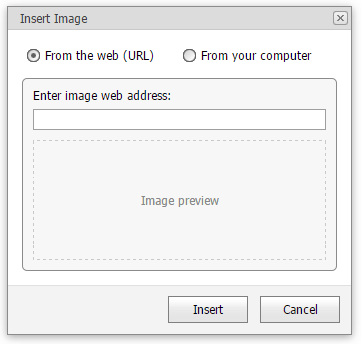 Insert Image
From the web (URL) From your computer
Enter image web address:
Image preview
Insert Cancel